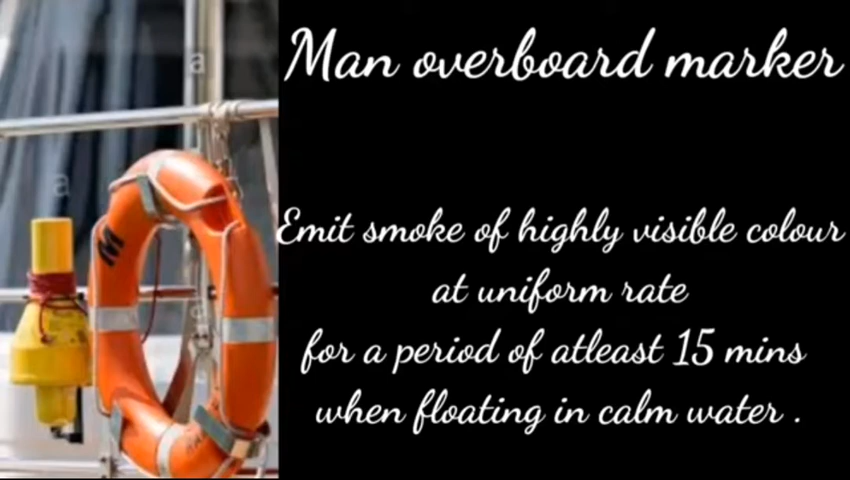 Man overboard marker
Emit smoke of highly visible colour
at uniform rate
for a period of atleast 15 mins
when floating in calm water .
M
a
a
a